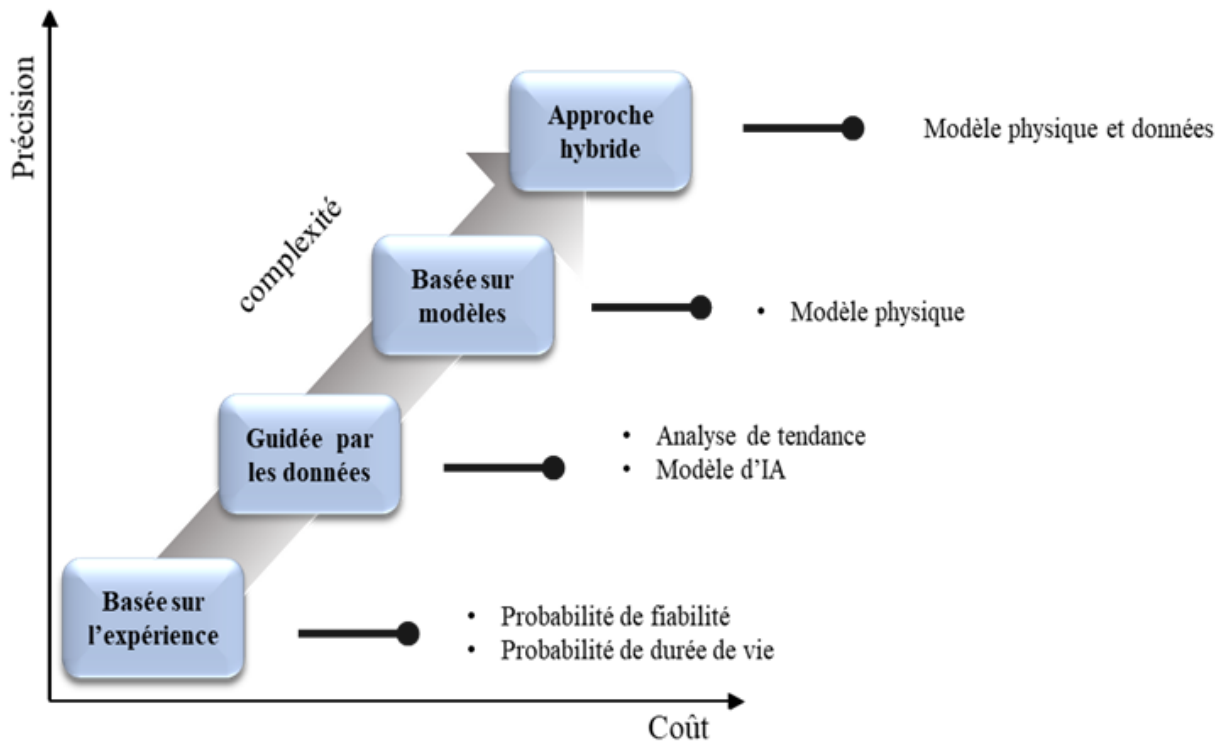 Précision
Approche
hybride
Modèle physique et données
complexité
Basée sur
modèles
• Modèle physique
Guidée par
les données
• Analyse de tendance
• Modèle d'IA
Basée sur
l'expérience
• Probabilité de fiabilité
• Probabilité de durée de vie
Coût